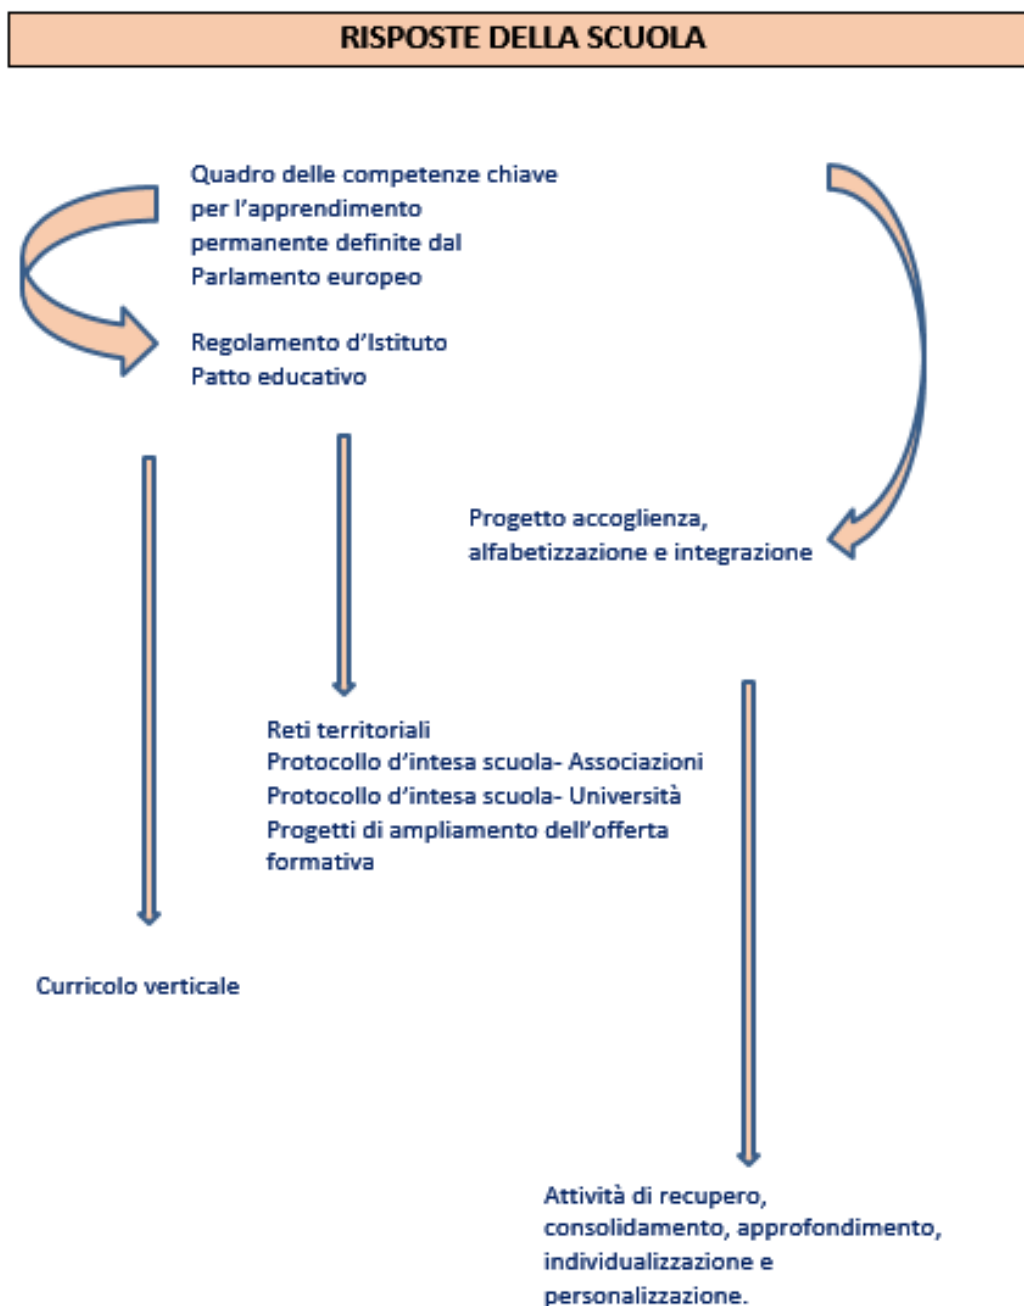 RISPOSTE DELLA SCUOLA
Quadro delle competenze chiave
per l'apprendimento
permanente definite dal
Parlamento europeo
Regolamento d'Istituto
Patto educativo
Progetto accoglienza,
alfabetizzazione e integrazione
Reti territoriali
Protocollo d'intesa scuola- Associazioni
Protocollo d'intesa scuola- Università
Progetti di ampliamento dell'offerta
formativa
Curricolo verticale
Attività di recupero,
consolidamento, approfondimento,
individualizzazione e
personalizzazione.